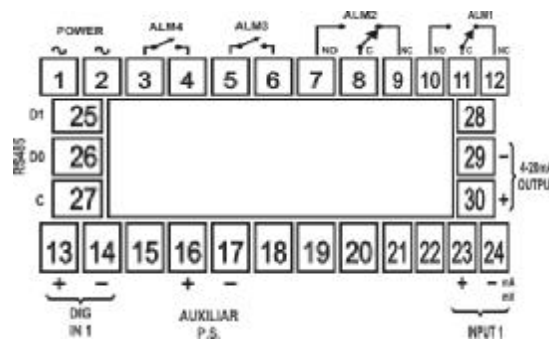 POWER ALM4 ALM3 ALM2 ALM1
NO C NC NO C NC
1 2 3 4 5 6 7 8 9 10 11 12
D1 25 28
RS485 D0 26 29 − 4-20mA OUTPUT
C 27 30 +
13 14 15 16 17 18 19 20 21 22 23 24
+ − + − + − mA
DIG IN 1
AUXILIAR P.S.
INPUT 1